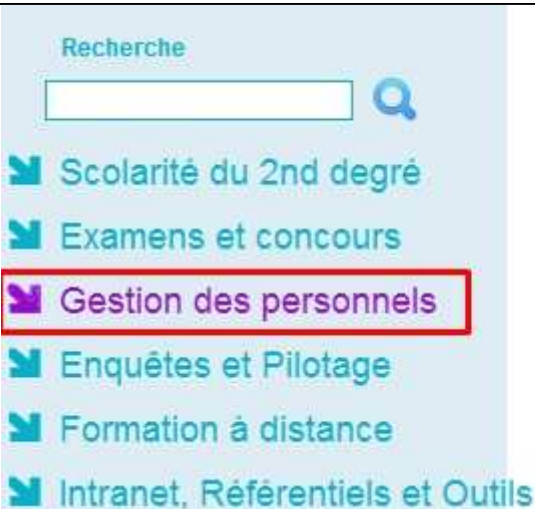 Recherche
Scolarité du 2nd degré
Examens et concours
Gestion des personnels
Enquêtes et Pilotage
Formation à distance
Intranet, Référentiels et Outils